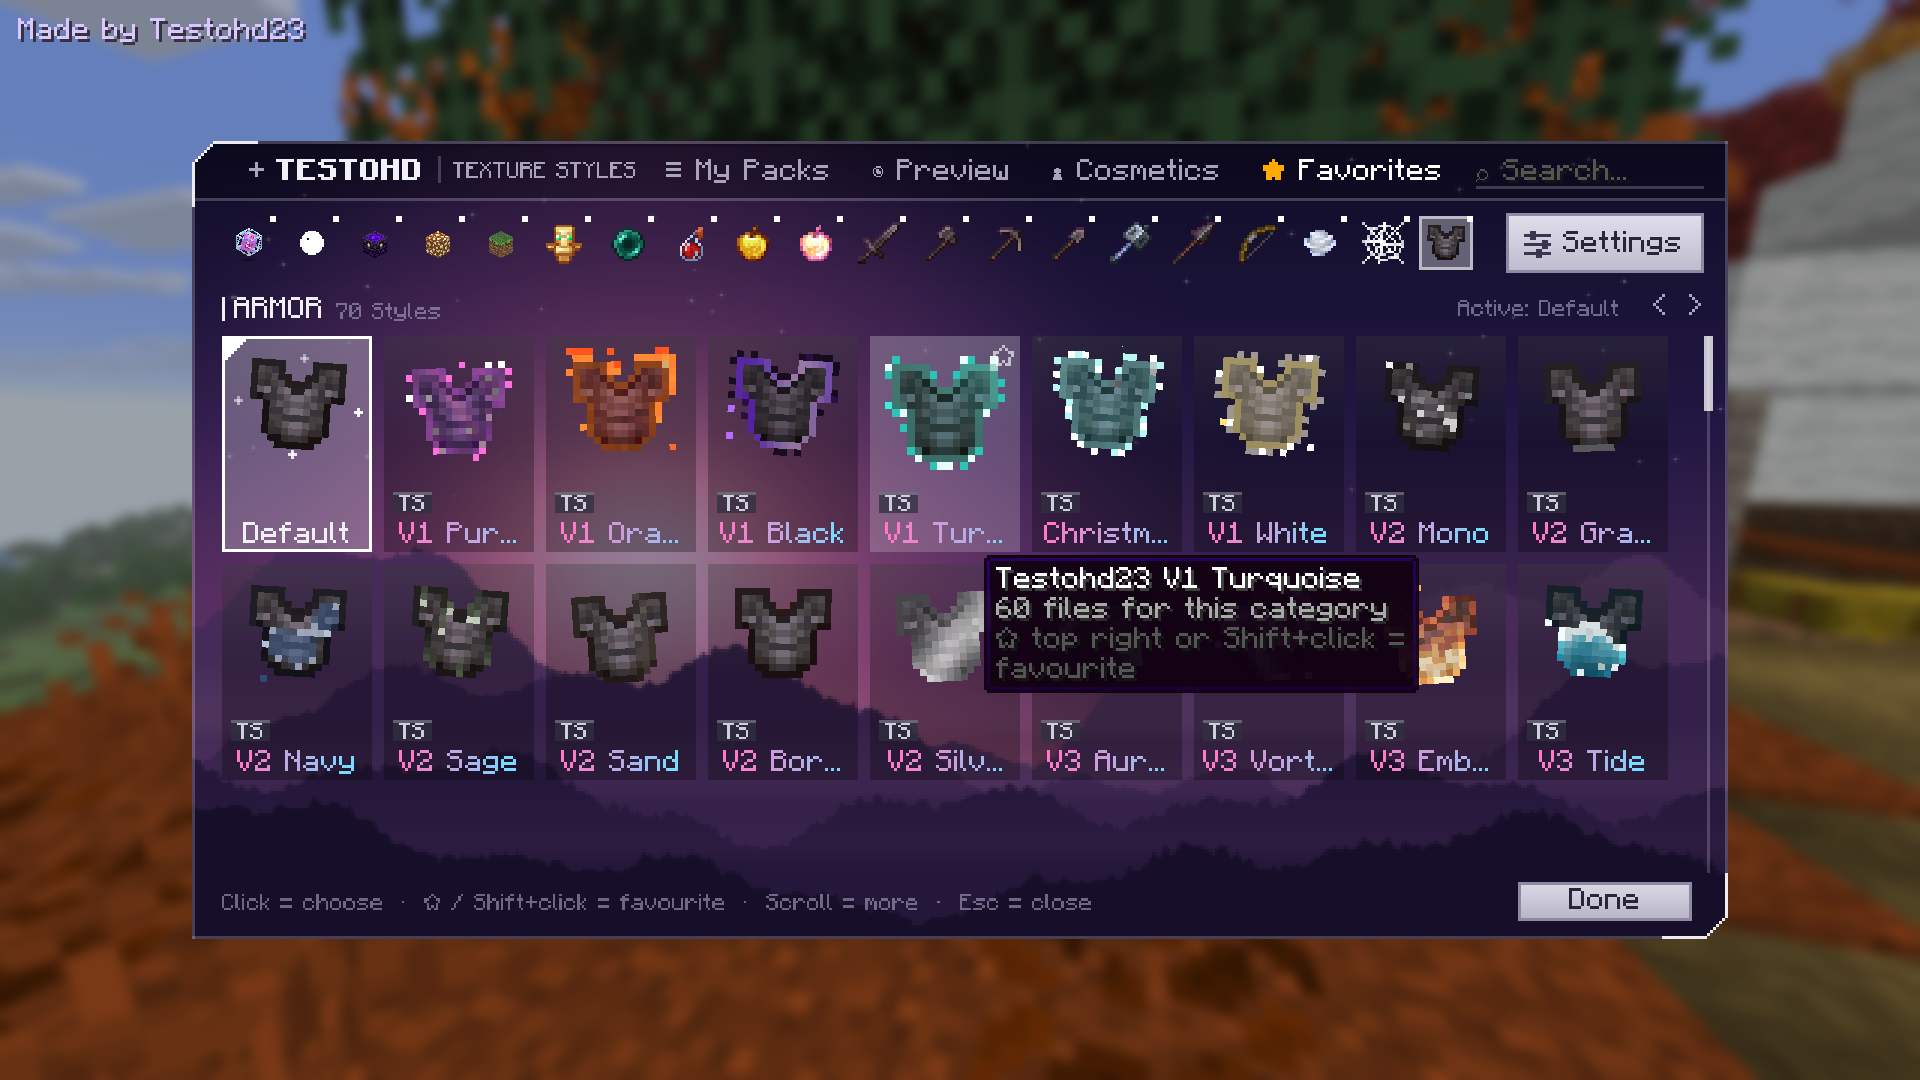 Made by Testohd23
+ TESTOHD | TEXTURE STYLES
My Packs
Preview
Cosmetics
Favorites
Search...
Settings
ARMOR 70 Styles
Active: Default
Default
TS
V1 Pur...
TS
V1 Ora...
TS
V1 Black
TS
V1 Tur...
TS
Christm...
TS
V1 White
TS
V2 Mono
TS
V2 Gra...
Testohd23 V1 Turquoise
60 files for this category
☆ top right or Shift+click =
favourite
TS
V2 Navy
TS
V2 Sage
TS
V2 Sand
TS
V2 Bor...
TS
V2 Silv...
TS
V3 Aur...
TS
V3 Vort...
TS
V3 Emb...
TS
V3 Tide
Click = choose · ☆ / Shift+click = favourite · Scroll = more · Esc = close
Done